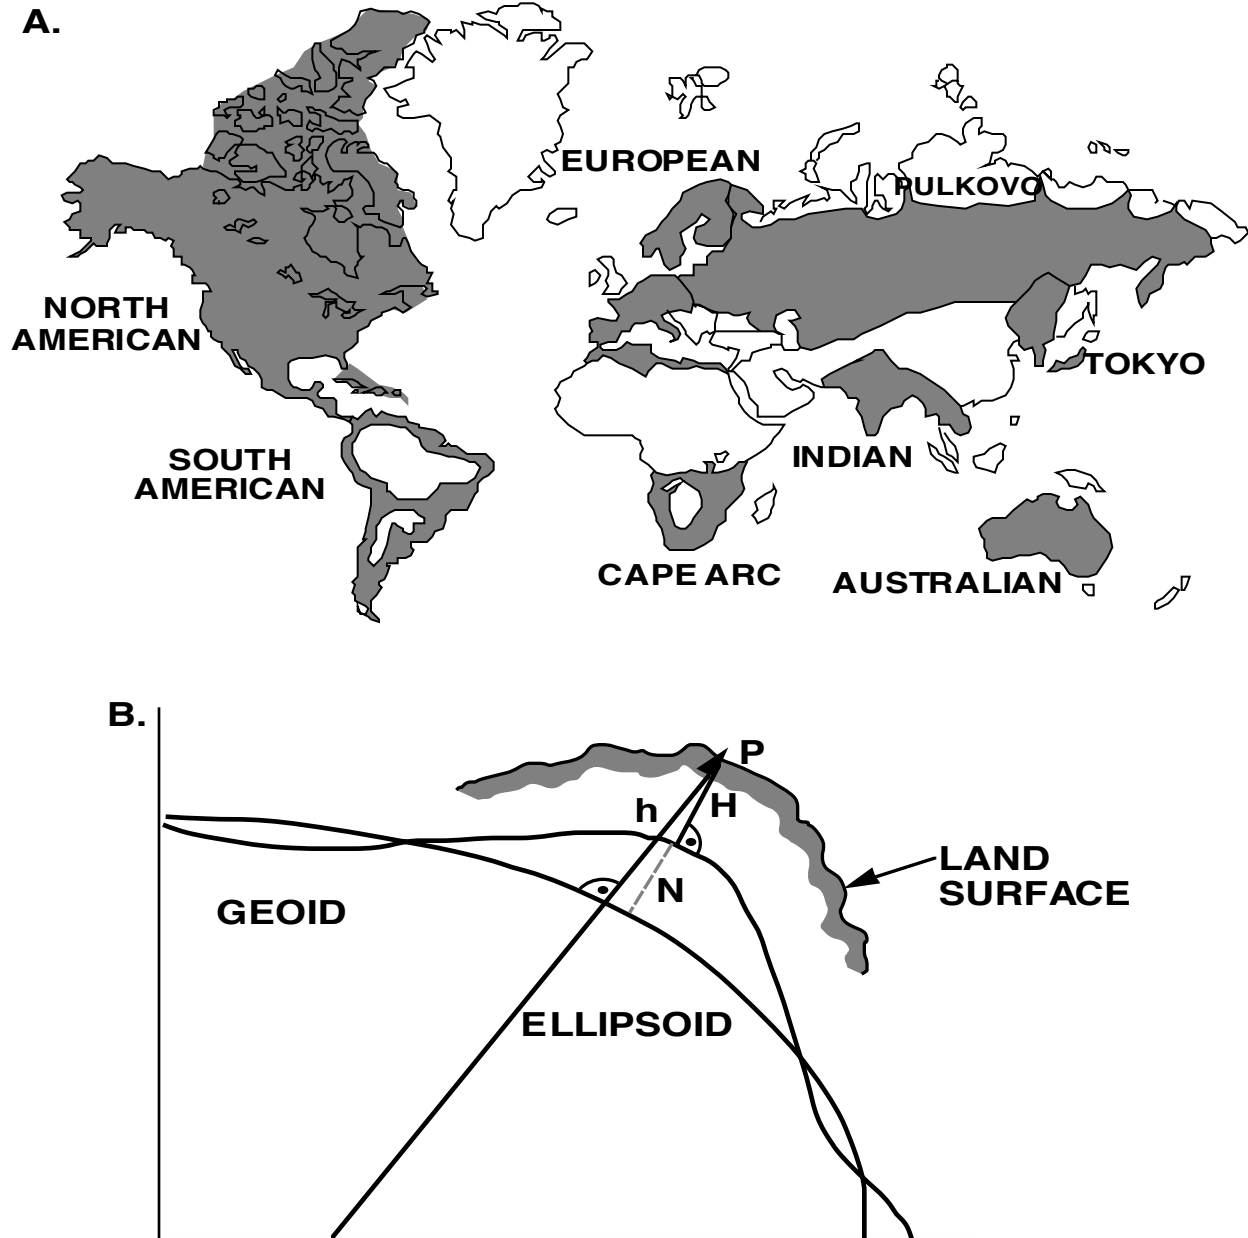 A.
EUROPEAN
PULKOVO
NORTH
AMERICAN
TOKYO
SOUTH
AMERICAN
INDIAN
CAPE ARC
AUSTRALIAN
B.
P
h
H
LAND
SURFACE
N
GEOID
ELLIPSOID